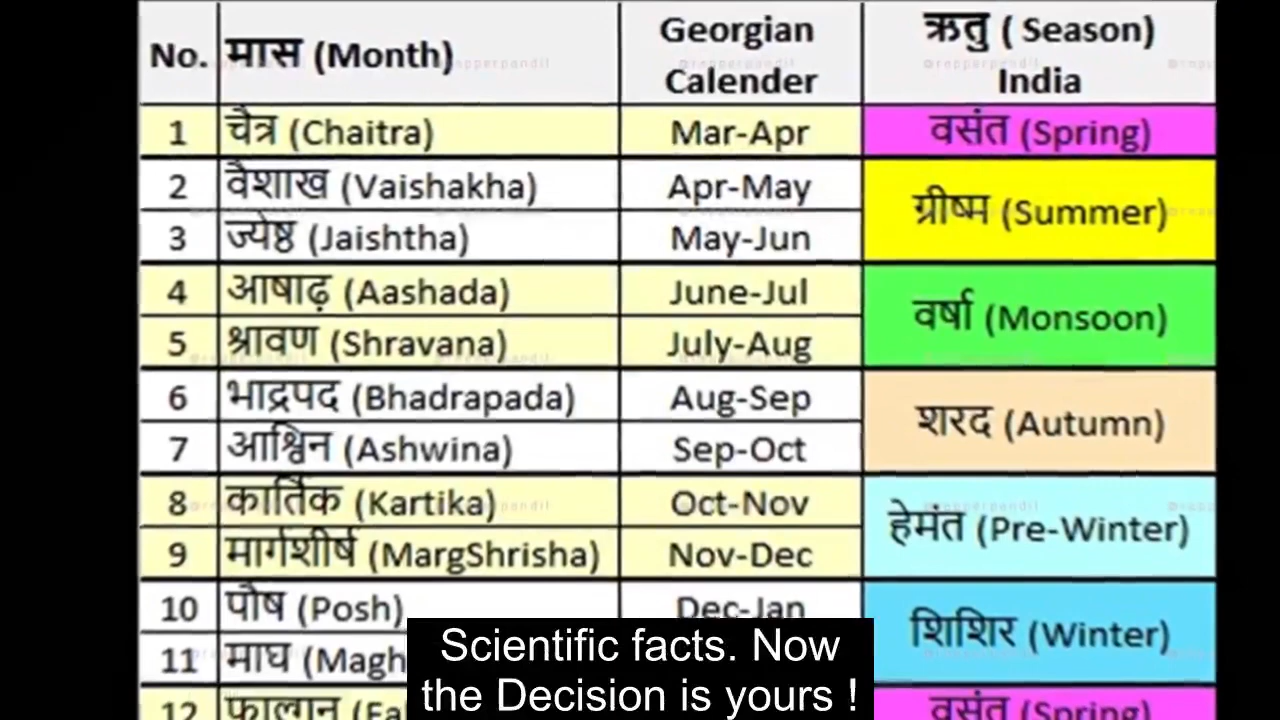 No. मास (Month) Georgian Calender ऋतु ( Season) India
1 चैत्र (Chaitra) Mar-Apr वसंत (Spring)
2 वैशाख (Vaishakha) Apr-May ग्रीष्म (Summer)
3 ज्येष्ठ (Jaishtha) May-Jun
4 आषाढ़ (Aashada) June-Jul वर्षा (Monsoon)
5 श्रावण (Shravana) July-Aug
6 भाद्रपद (Bhadrapada) Aug-Sep शरद (Autumn)
7 आश्विन (Ashwina) Sep-Oct
8 कार्तिक (Kartika) Oct-Nov हेमंत (Pre-Winter)
9 मार्गशीर्ष (MargShrisha) Nov-Dec
10 पौष (Posh) Dec-Jan शिशिर (Winter)
11 माघ (Magh
12 फाल्गुन वसंत (Spring)
Scientific facts. Now
the Decision is yours !